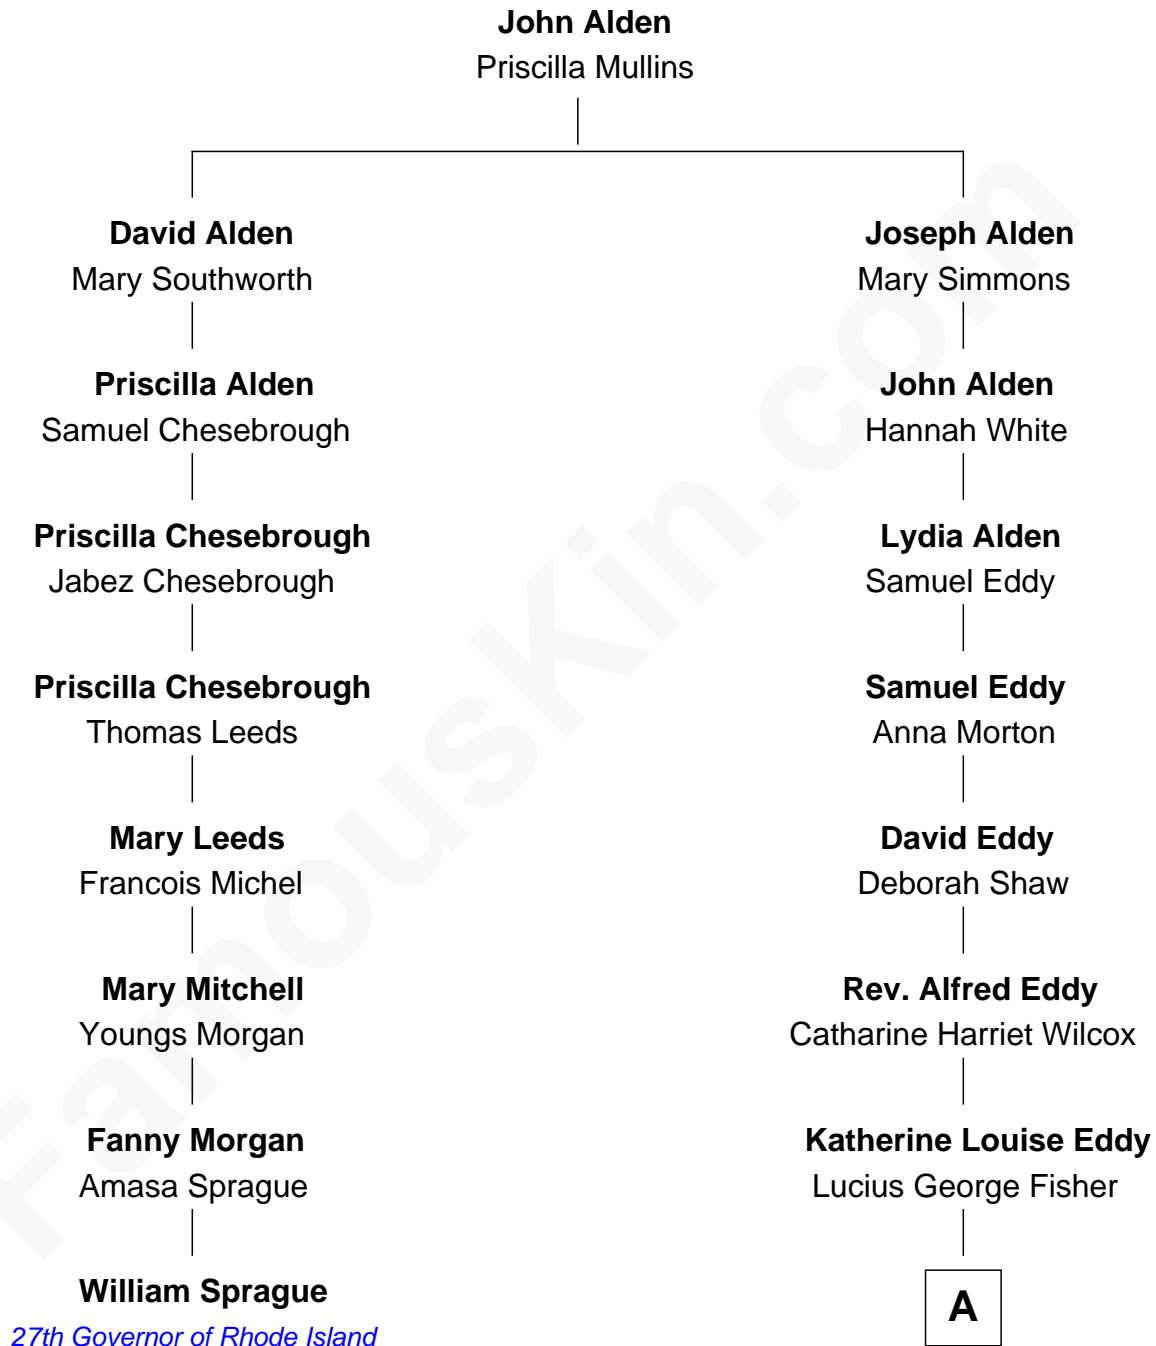 John Alden
Priscilla Mullins
David Alden
Mary Southworth
Joseph Alden
Mary Simmons
Priscilla Alden
Samuel Chesebrough
John Alden
Hannah White
Priscilla Chesebrough
Jabez Chesebrough
Lydia Alden
Samuel Eddy
Priscilla Chesebrough
Thomas Leeds
Samuel Eddy
Anna Morton
Mary Leeds
Francois Michel
David Eddy
Deborah Shaw
Mary Mitchell
Youngs Morgan
Rev. Alfred Eddy
Catharine Harriet Wilcox
Fanny Morgan
Amasa Sprague
Katherine Louise Eddy
Lucius George Fisher
William Sprague
27th Governor of Rhode Island
A
FamousKin.com